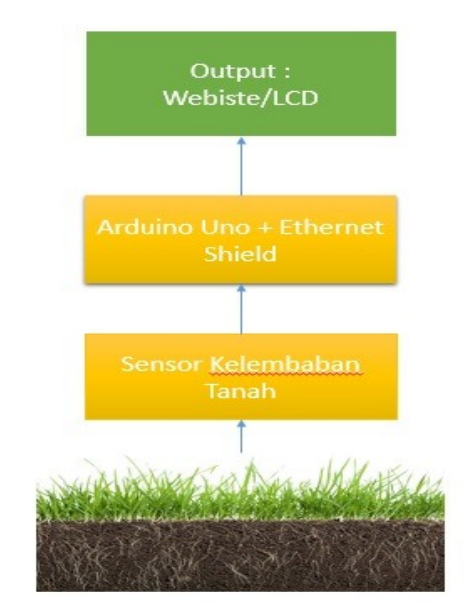 Output :
Webiste/LCD
Arduino Uno + Ethernet
Shield
Sensor Kelembaban
Tanah